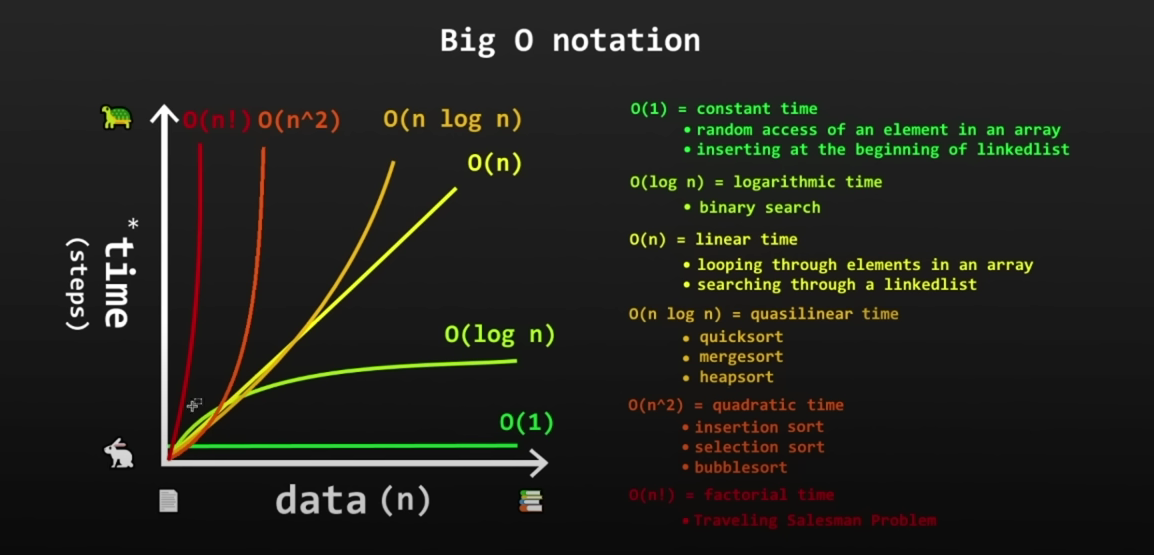 Big O notation
O(n!)
O(n^2)
O(n log n)
O(n)
O(log n)
O(1)
*time
(steps)
data (n)
O(1) = constant time
• random access of an element in an array
• inserting at the beginning of linkedlist
O(log n) = logarithmic time
• binary search
O(n) = linear time
• looping through elements in an array
• searching through a linkedlist
O(n log n) = quasilinear time
• quicksort
• mergesort
• heapsort
O(n^2) = quadratic time
• insertion sort
• selection sort
• bubblesort
O(n!) = factorial time
• Traveling Salesman Problem